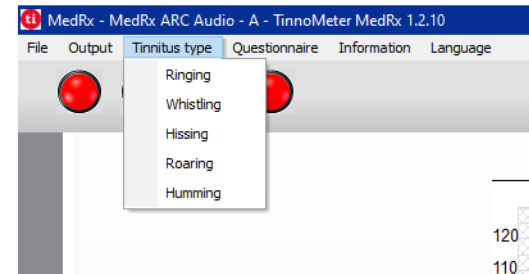 ti MedRx - MedRx ARC Audio - A - TinnoMeter MedRx 1.2.10
File Output Tinnitus type Questionnaire Information Language
Ringing
Whistling
Hissing
Roaring
Humming
120
110